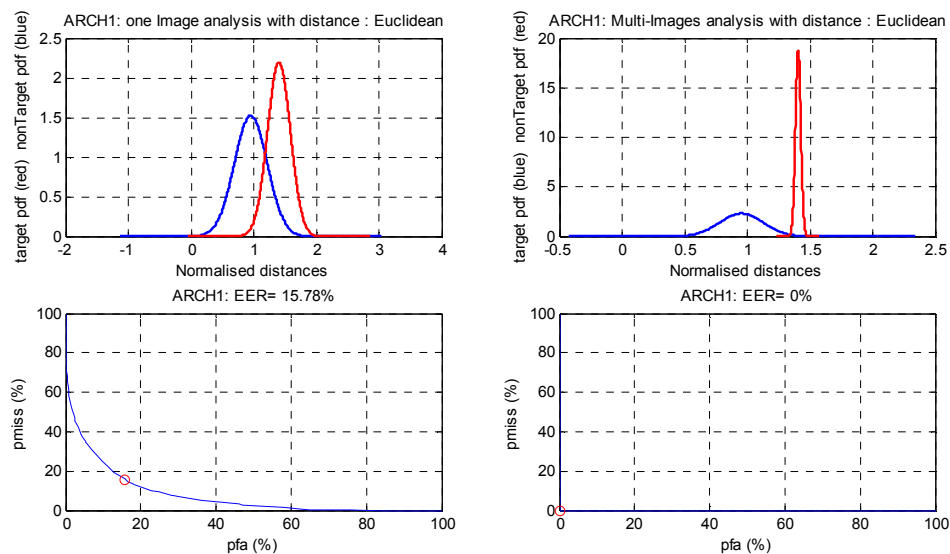 ARCH1: one Image analysis with distance : Euclidean
target pdf (red) nonTarget pdf (blue)
2.5
2
1.5
1
0.5
0
-2 -1 0 1 2 3 4
Normalised distances
ARCH1: Multi-Images analysis with distance : Euclidean
target pdf (blue) nonTarget pdf (red)
20
15
10
5
0
-0.5 0 0.5 1 1.5 2 2.5
Normalised distances
ARCH1: EER= 15.78%
pmiss (%)
100
80
60
40
20
0
0 20 40 60 80 100
pfa (%)
ARCH1: EER= 0%
pmiss (%)
100
80
60
40
20
0
0 20 40 60 80 100
pfa (%)